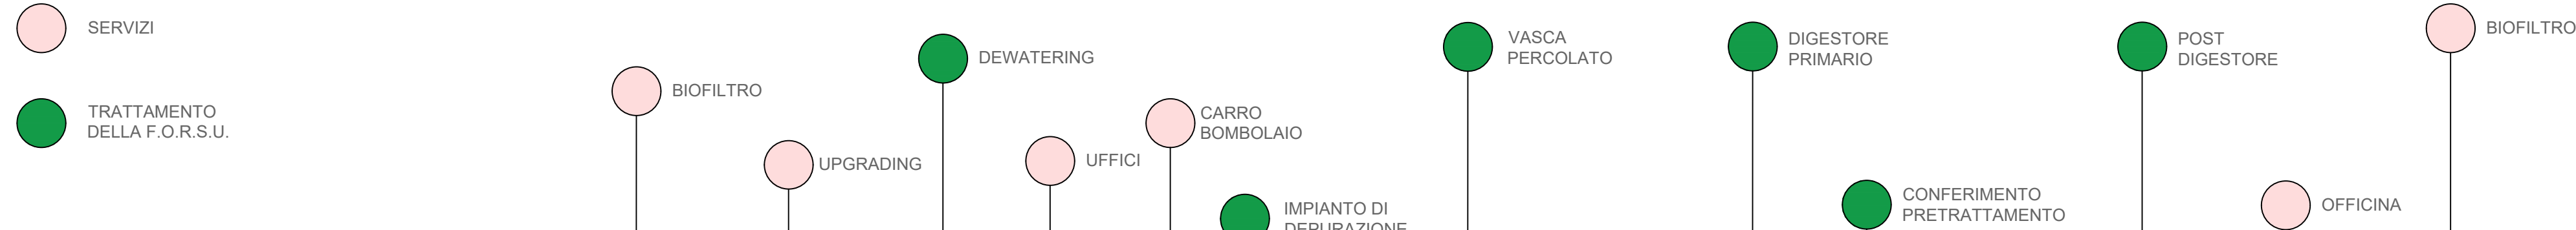 SERVIZI
TRATTAMENTO
DELLA F.O.R.S.U.
BIOFILTRO
UPGRADING
DEWATERING
UFFICI
CARRO
BOMBOLAIO
IMPIANTO DI
DEPURAZIONE
VASCA
PERCOLATO
DIGESTORE
PRIMARIO
CONFERIMENTO
PRETRATTAMENTO
POST
DIGESTORE
OFFICINA
BIOFILTRO